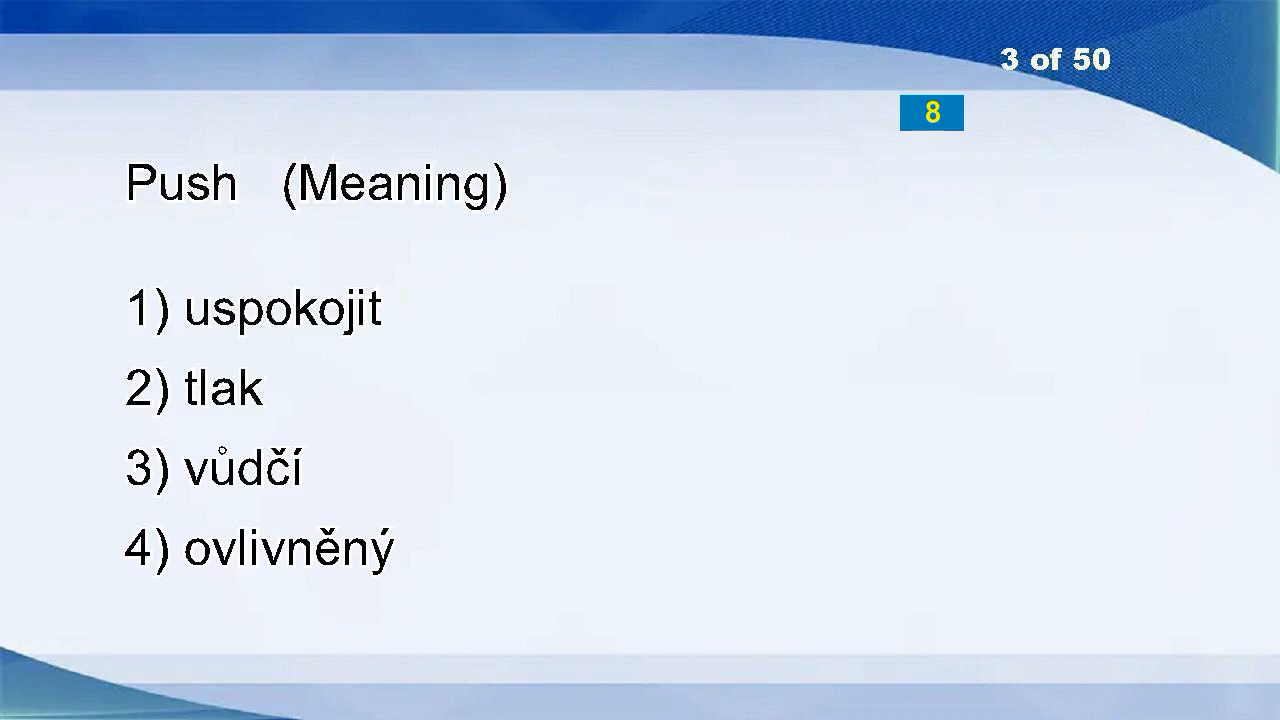 3 of 50
8
Push (Meaning)
1) uspokojit
2) tlak
3) vůdčí
4) ovlivněný